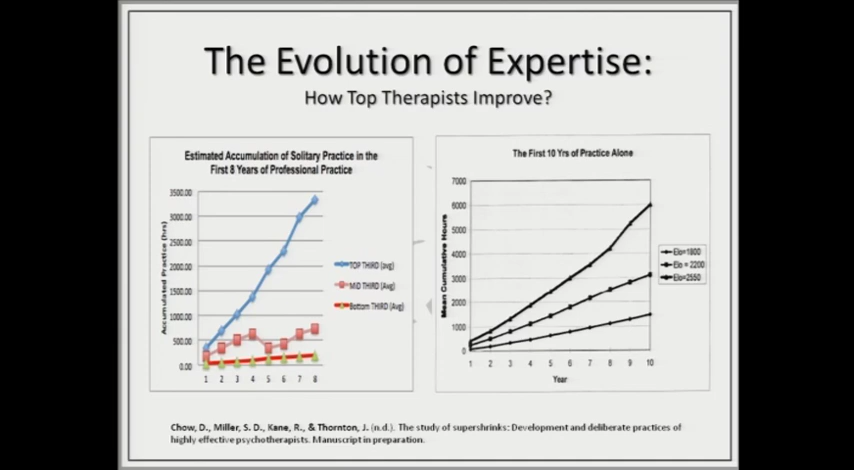 The Evolution of Expertise:
How Top Therapists Improve?
Estimated Accumulation of Solitary Practice in the
First 8 Years of Professional Practice
Accumulated Practice (hrs)
3500.00
3000.00
2500.00
2000.00
1500.00
1000.00
500.00
0.00
1 2 3 4 5 6 7 8
TOP THIRD (avg)
MID THIRD (Avg)
Bottom THIRD (Avg)
The First 10 Yrs of Practice Alone
Mean Cumulative Hours
7000
6000
5000
4000
3000
2000
1000
0
1 2 3 4 5 6 7 8 9 10
Year
Elo=1800
Elo = 2200
Elo=2550
Chow, D., Miller, S. D., Kane, R., & Thornton, J. (n.d.). The study of supershrinks: Development and deliberate practices of
highly effective psychotherapists. Manuscript in preparation.